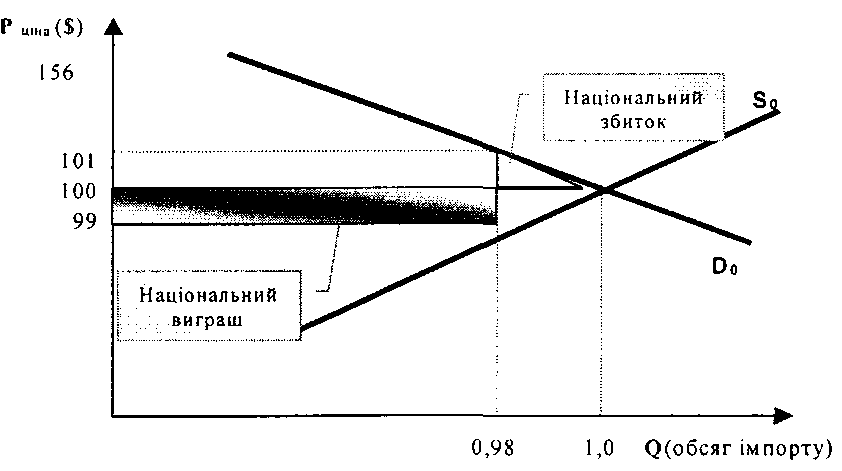 P ціна ($)
156
Національний
збиток
S₀
101
100
99
D₀
Національний
виграш
0,98
1,0
Q(обсяг імпорту)